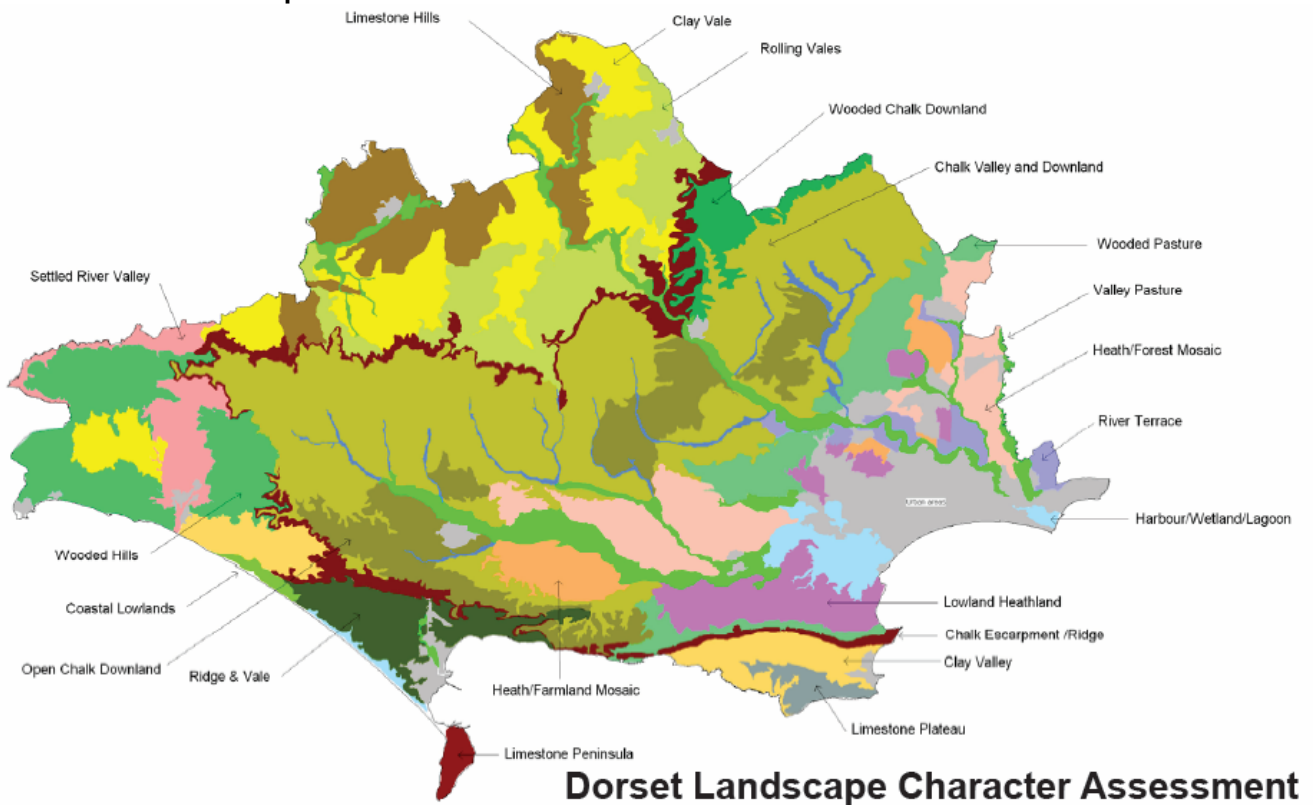 Limestone Hills
Clay Vale
Rolling Vales
Wooded Chalk Downland
Chalk Valley and Downland
Wooded Pasture
Settled River Valley
Valley Pasture
Heath/Forest Mosaic
River Terrace
Urban areas
Harbour/Wetland/Lagoon
Wooded Hills
Coastal Lowlands
Lowland Heathland
Chalk Escarpment /Ridge
Clay Valley
Open Chalk Downland
Ridge & Vale
Heath/Farmland Mosaic
Limestone Plateau
Limestone Peninsula
Dorset Landscape Character Assessment